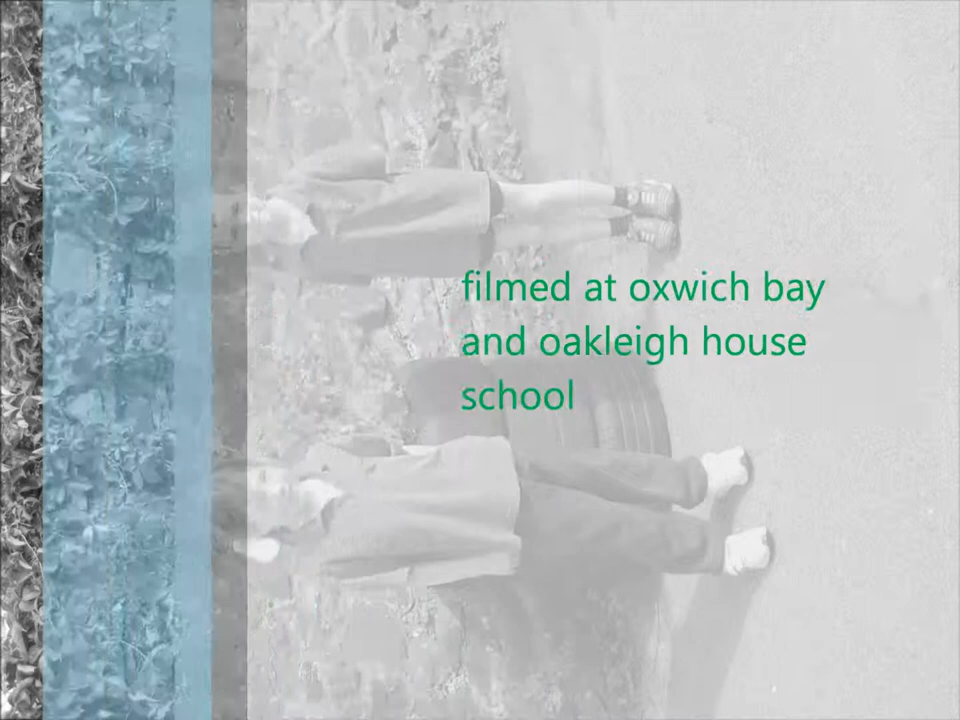 filmed at oxwich bay
and oakleigh house
school